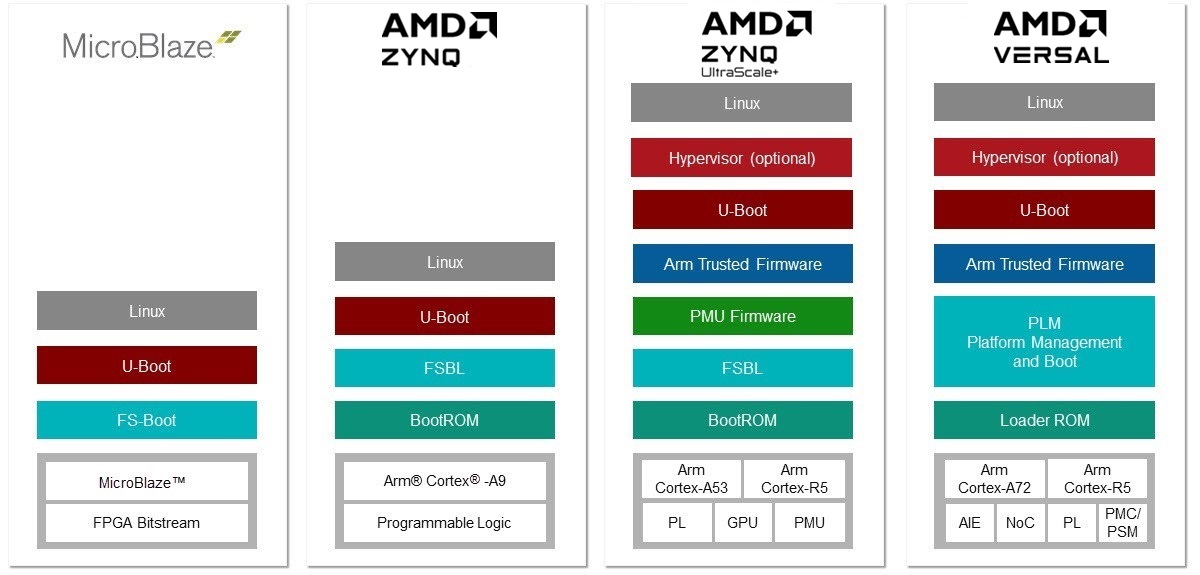 MicroBlaze™
Linux
U-Boot
FS-Boot
MicroBlaze™
FPGA Bitstream
AMD
ZYNQ
Linux
U-Boot
FSBL
BootROM
Arm® Cortex® -A9
Programmable Logic
AMD
ZYNQ
UltraScale+
Linux
Hypervisor (optional)
U-Boot
Arm Trusted Firmware
PMU Firmware
FSBL
BootROM
Arm
Cortex-A53
Arm
Cortex-R5
PL
GPU
PMU
AMD
VERSAL
Linux
Hypervisor (optional)
U-Boot
Arm Trusted Firmware
PLM
Platform Management
and Boot
Loader ROM
Arm
Cortex-A72
Arm
Cortex-R5
AIE
NoC
PL
PMC/
PSM